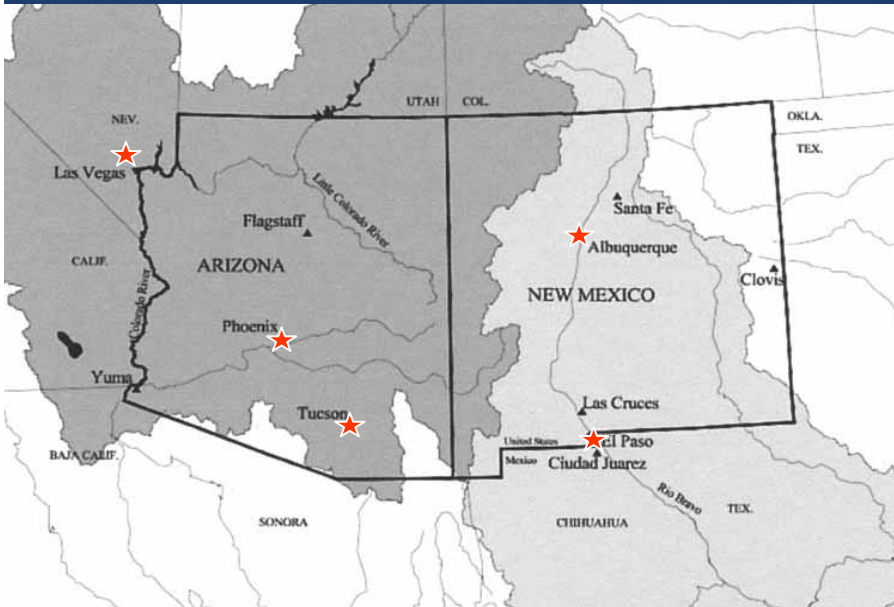 UTAH
COL.
OKLA.
NEV.
TEX.
Las Vegas
Little Colorado River
Santa Fe
Flagstaff
Albuquerque
CALIF.
ARIZONA
Clovis
Colorado River
NEW MEXICO
Phoenix
Yuma
Las Cruces
Tucson
United States
El Paso
BAJA CALIF.
Mexico
Ciudad Juarez
Rio Bravo
TEX.
SONORA
CHIHUAHUA